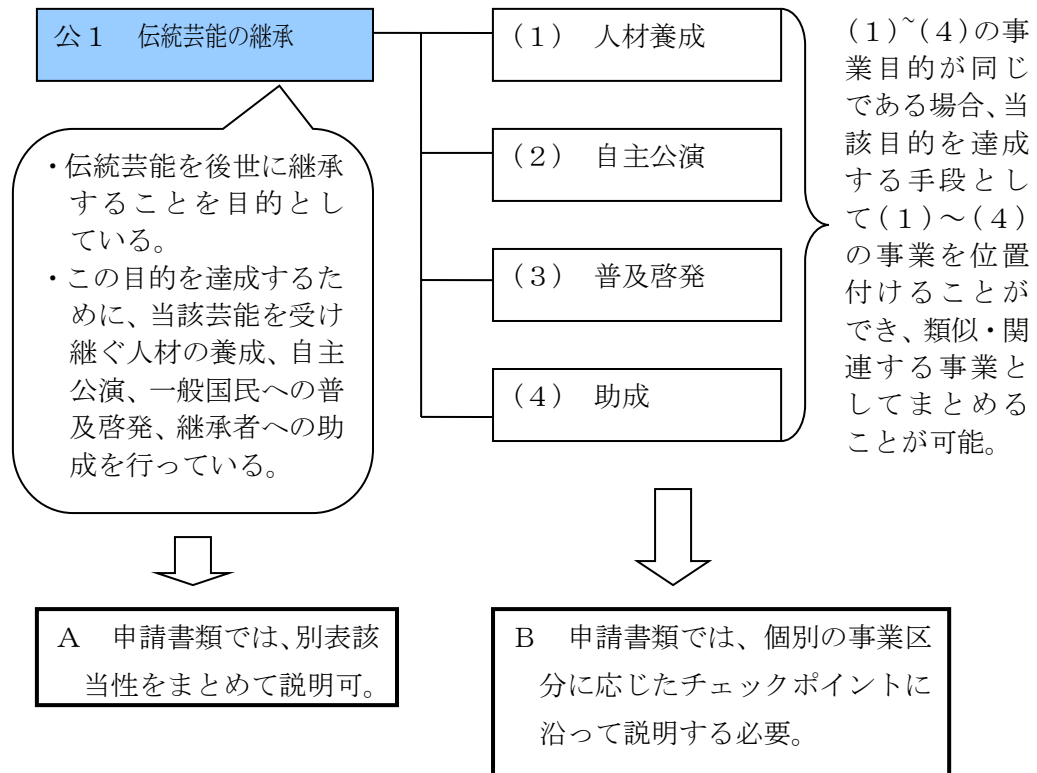 公１　伝統芸能の継承
・伝統芸能を後世に継承
することを目的とし
ている。
・この目的を達成するた
めに、当該芸能を受け
継ぐ人材の養成、自主
公演、一般国民への普
及啓発、継承者への助
成を行っている。
（１）　人材養成
（２）　自主公演
（３）　普及啓発
（４）　助成
(１)~(４)の事
業目的が同じ
である場合、当
該目的を達成
する手段とし
て(１)～(４)
の事業を位置
付けることが
でき、類似・関
連する事業と
してまとめる
ことが可能。
Ａ　申請書類では、別表該
当性をまとめて説明可。
Ｂ　申請書類では、個別の事業区
分に応じたチェックポイントに
沿って説明する必要。